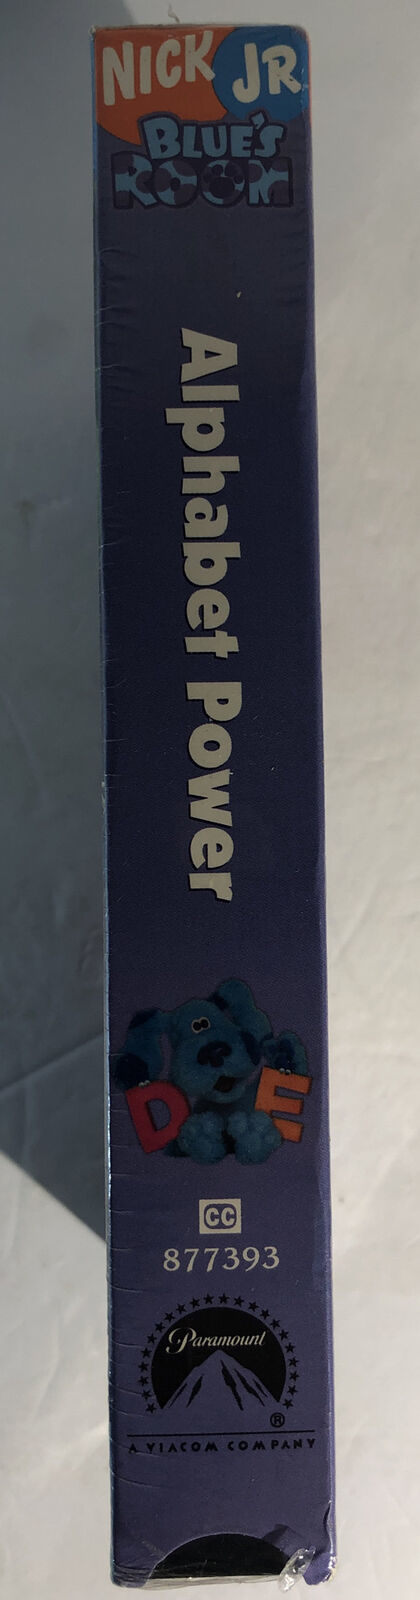 NICK JR
BLUE'S
ROOM
Alphabet Power
D E
CC
877393
Paramount
®
A VIACOM COMPANY